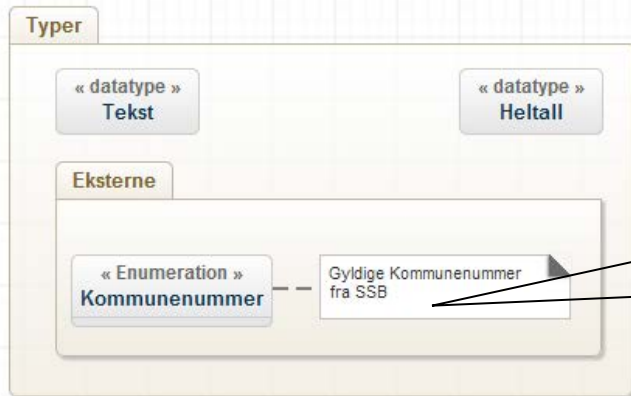 Typer
« datatype »
Tekst
« datatype »
Heltall
Eksterne
« Enumeration »
Kommunenummer
Gyldige Kommunenummer
fra SSB